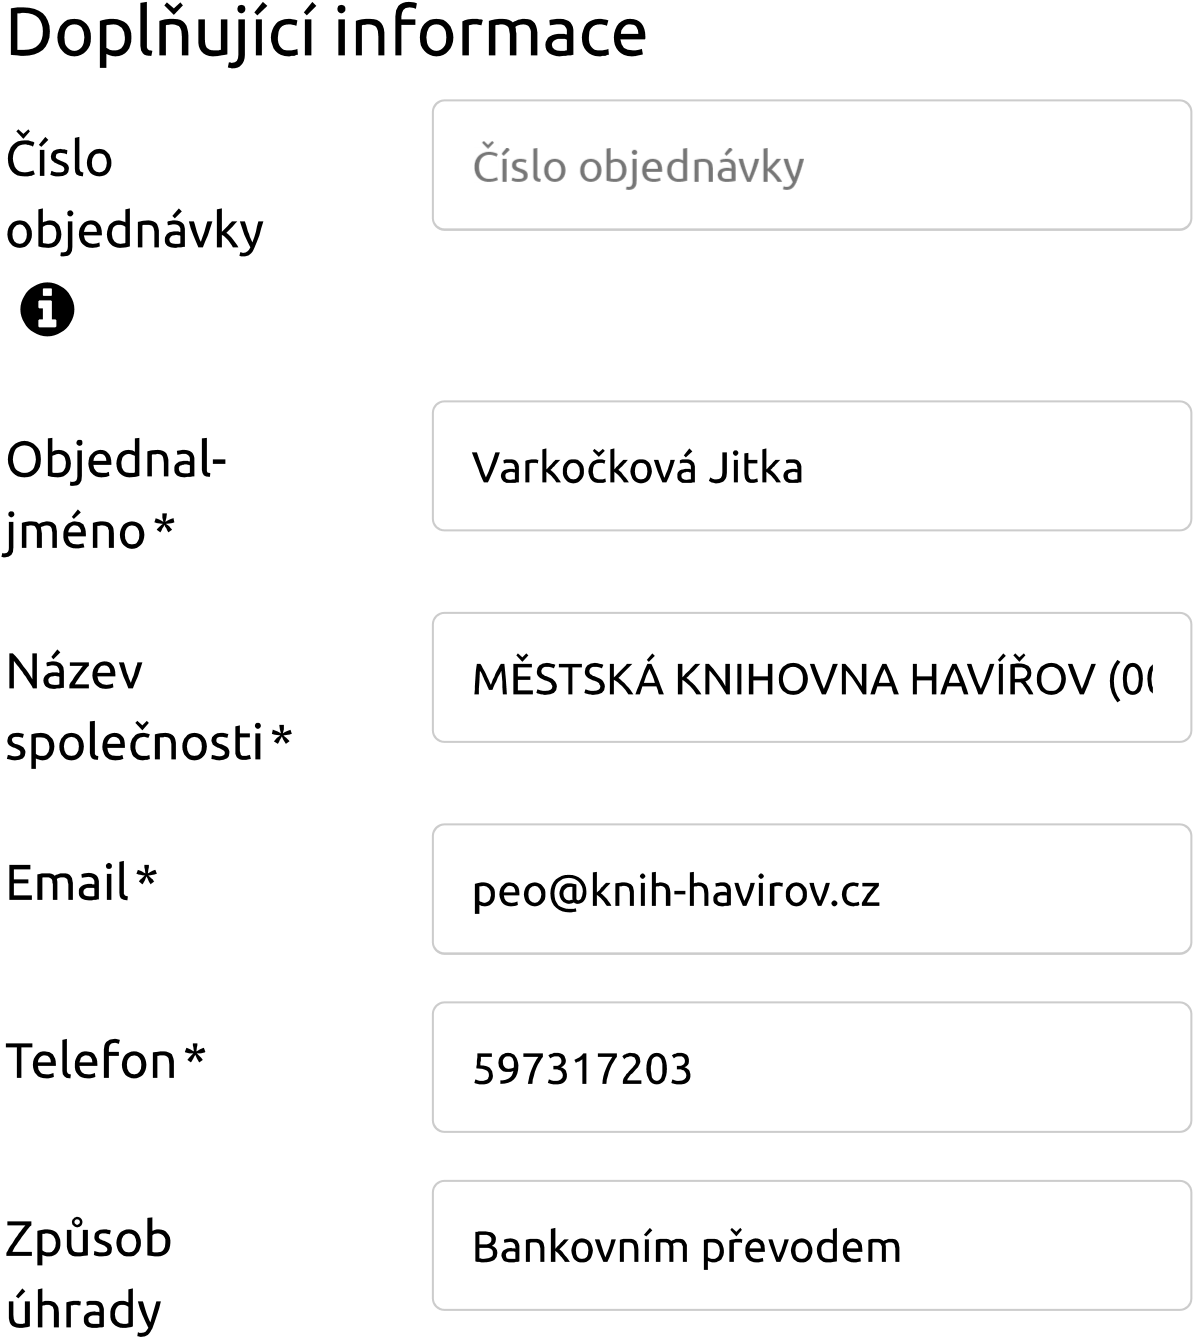 Doplňující informace
Číslo
objednávky
Číslo objednávky
Objednal-
jméno *
Varkočková Jitka
Název
společnosti *
MĚSTSKÁ KNIHOVNA HAVÍŘOV (00
Email *
peo@knih-havirov.cz
Telefon *
597317203
Způsob
úhrady
Bankovním převodem